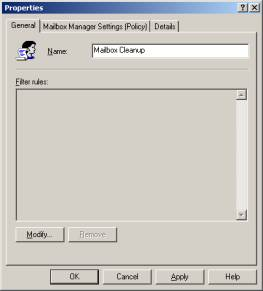 Properties
General Mailbox Manager Settings (Policy) Details
Name: Mailbox Cleanup
Filter rules:
Modify... Remove
OK Cancel Apply Help